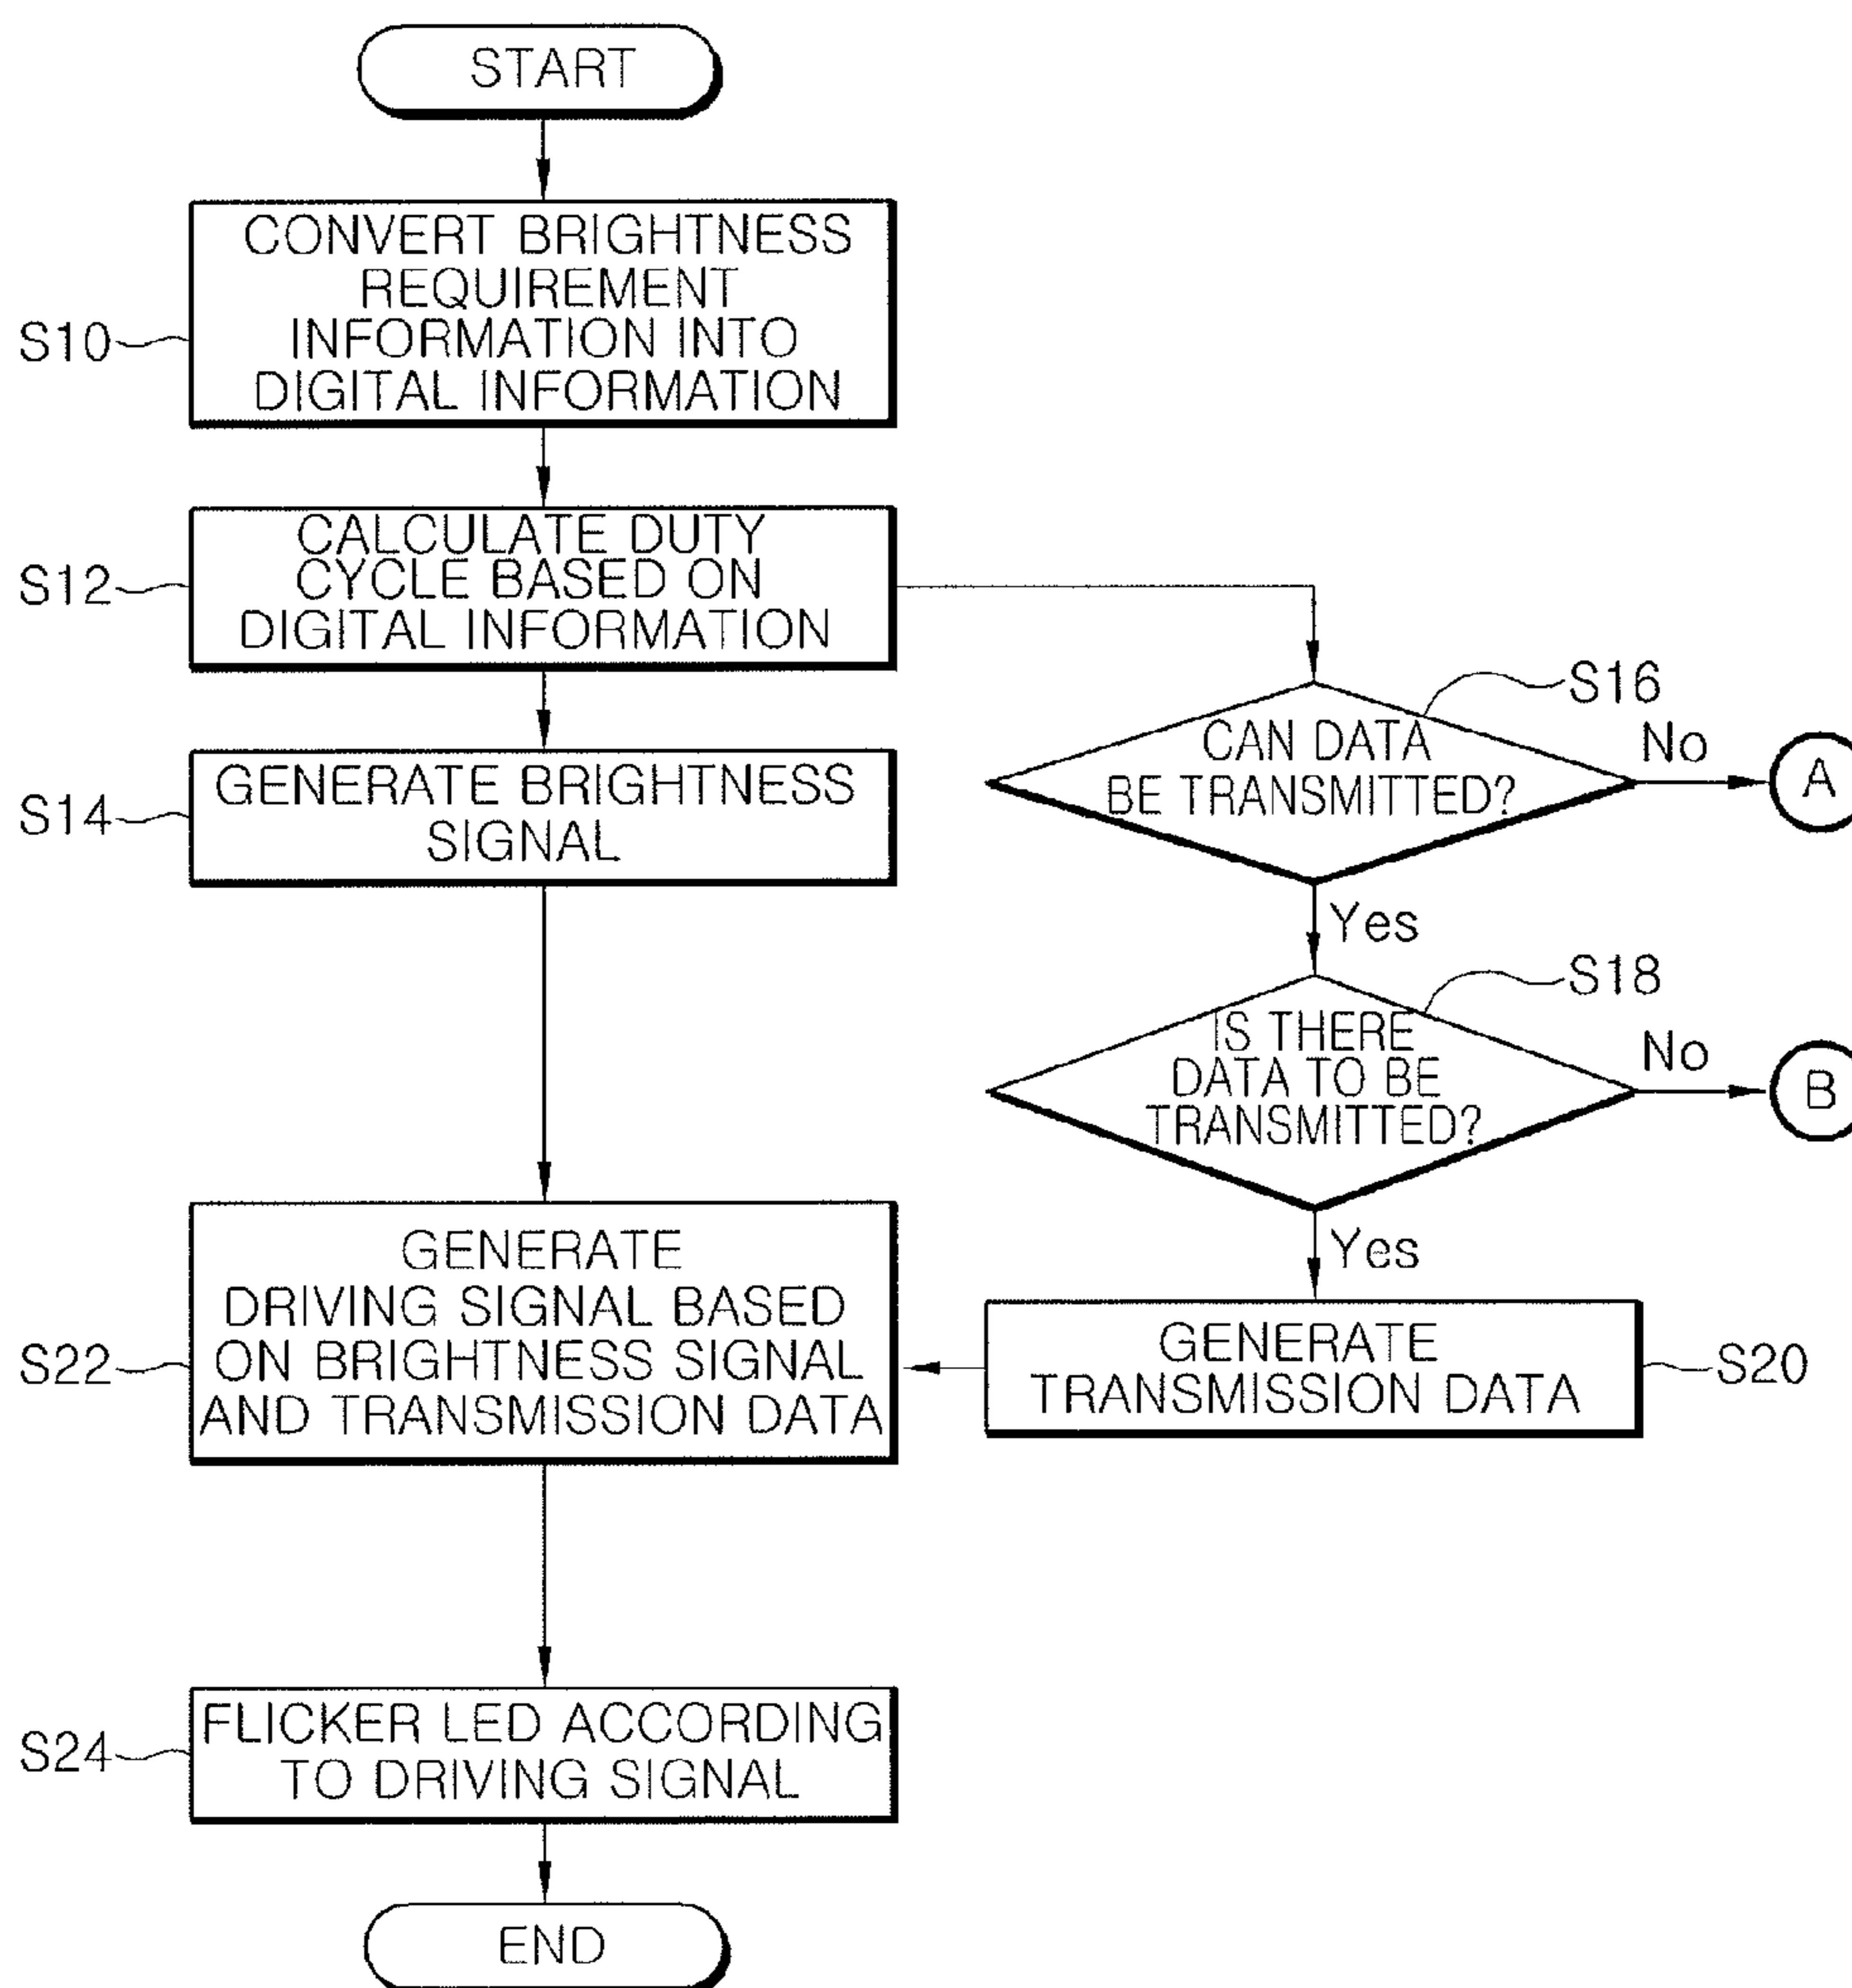 START
CONVERT BRIGHTNESS
REQUIREMENT
INFORMATION INTO
DIGITAL INFORMATION
S10
CALCULATE DUTY
CYCLE BASED ON
DIGITAL INFORMATION
S12
GENERATE BRIGHTNESS
SIGNAL
S14
S16
CAN DATA
BE TRANSMITTED?
No
A
Yes
S18
IS THERE
DATA TO BE
TRANSMITTED?
No
B
Yes
GENERATE
TRANSMISSION DATA
S20
GENERATE
DRIVING SIGNAL BASED
ON BRIGHTNESS SIGNAL
AND TRANSMISSION DATA
S22
FLICKER LED ACCORDING
TO DRIVING SIGNAL
S24
END